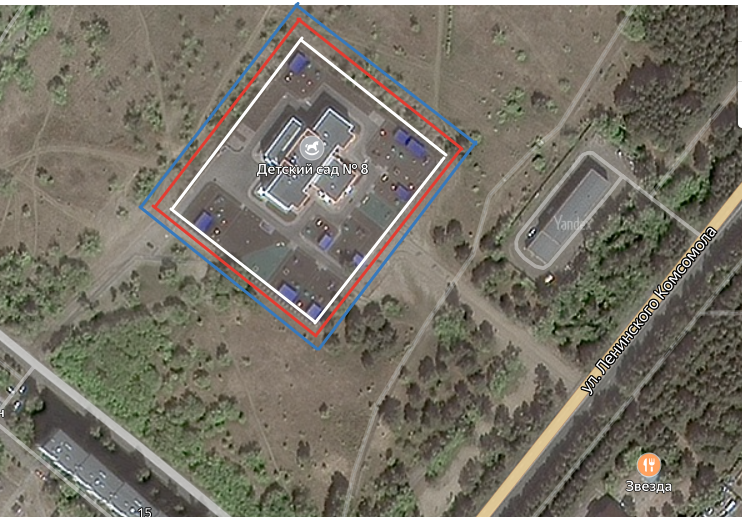 Детский сад № 8
Yandex
ул. Ленинского Комсомола
н
Звезда
15